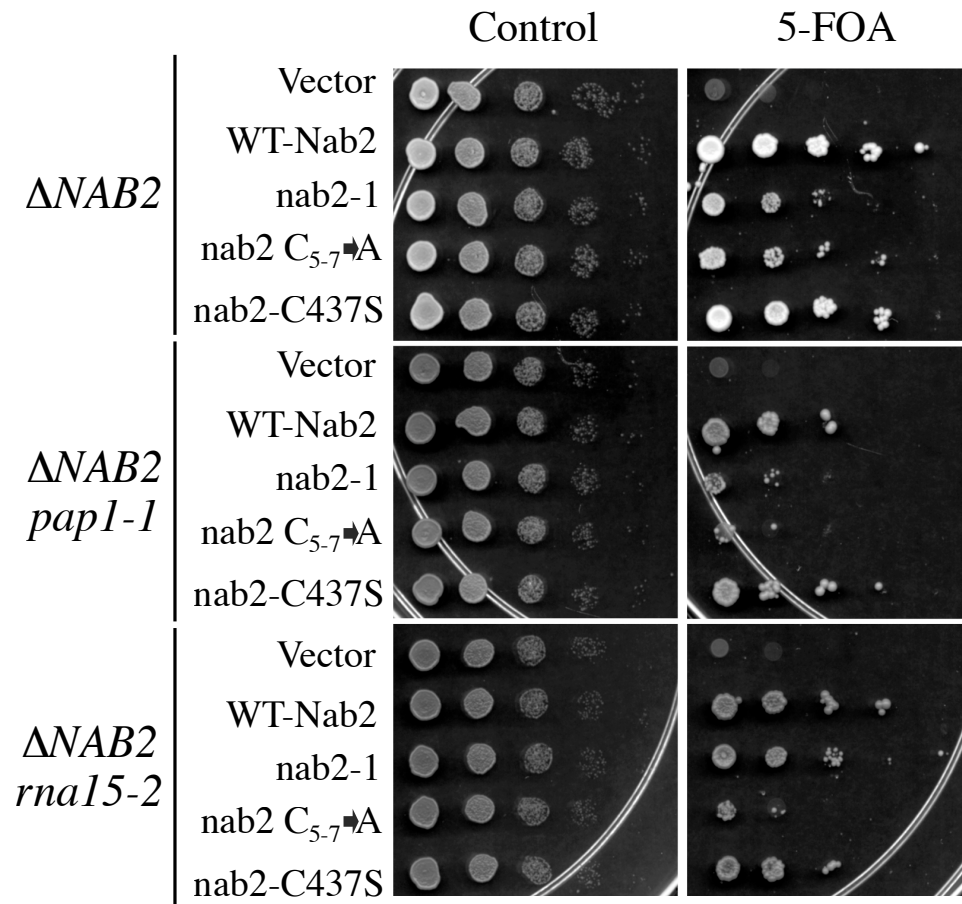 Control 5-FOA
ΔNAB2
Vector
WT-Nab2
nab2-1
nab2 C5-7➡A
nab2-C437S
ΔNAB2
pap1-1
Vector
WT-Nab2
nab2-1
nab2 C5-7➡A
nab2-C437S
ΔNAB2
rna15-2
Vector
WT-Nab2
nab2-1
nab2 C5-7➡A
nab2-C437S